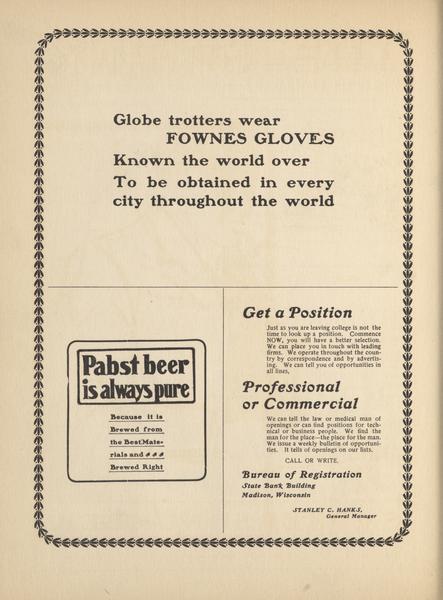 Globe trotters wear
FOWNES GLOVES
Known the world over
To be obtained in every
city throughout the world
Pabst beer
is always pure
Because it is
Brewed from
the Best Mate-
rials and
Brewed Right
Get a Position
Just as you are leaving college is not the
time to look up a position. Commence
NOW, you will have a better selection.
We can place you in touch with leading
firms. We operate throughout the coun-
try by correspondence and by advertis-
ing. We can tell you of opportunities in
all lines,
Professional
or Commercial
We can tell the law or medical man of
openings or can find positions for tech-
nical or business people. We find the
man for the place—the place for the man.
We issue a weekly bulletin of opportuni-
ties. It tells of openings on our lists.
CALL OR WRITE.
Bureau of Registration
State Bank Building
Madison, Wisconsin
STANLEY C. HANKS,
General Manager